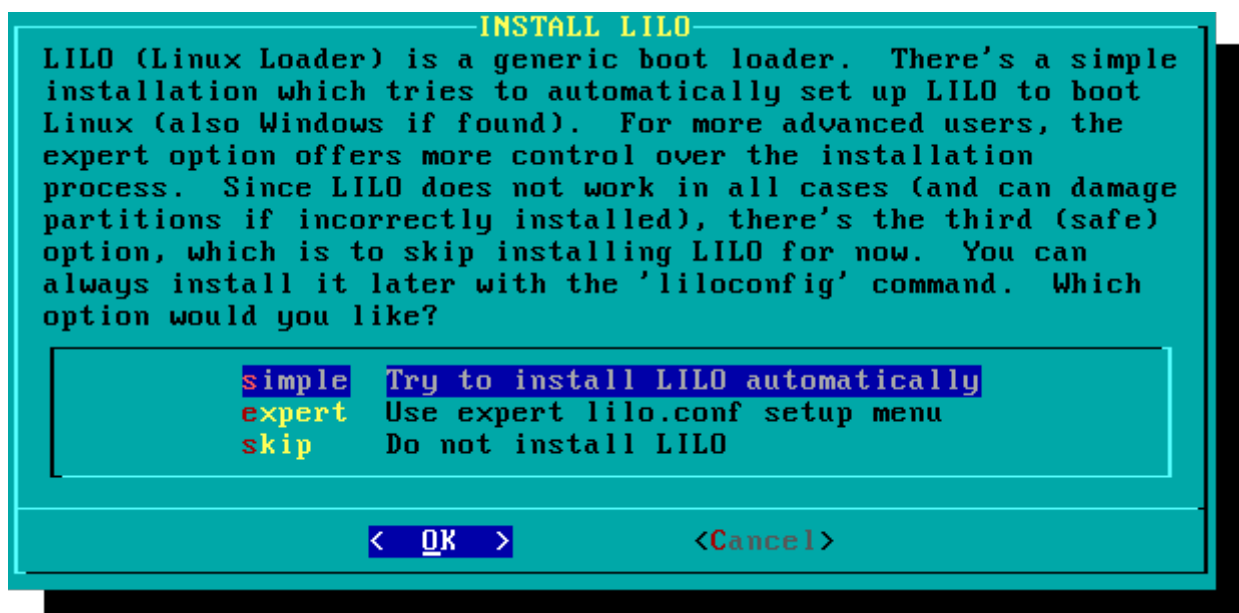 INSTALL LILO
LILO (Linux Loader) is a generic boot loader.  There's a simple
installation which tries to automatically set up LILO to boot
Linux (also Windows if found).  For more advanced users, the
expert option offers more control over the installation
process.  Since LILO does not work in all cases (and can damage
partitions if incorrectly installed), there's the third (safe)
option, which is to skip installing LILO for now.  You can
always install it later with the 'liloconfig' command.  Which
option would you like?
simple  Try to install LILO automatically
expert  Use expert lilo.conf setup menu
skip    Do not install LILO
<  OK  >          <Cancel>